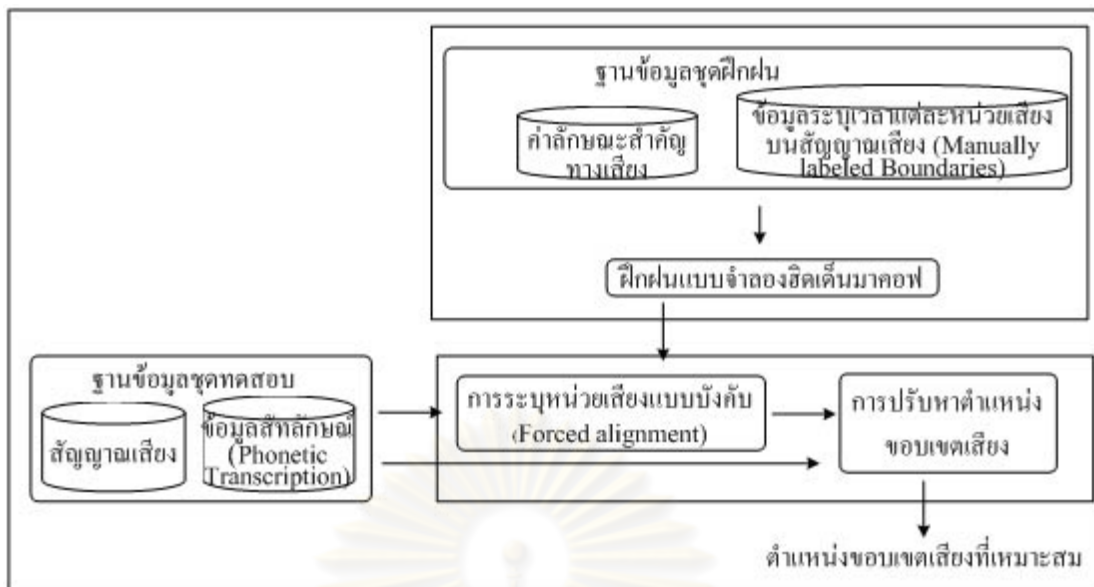 ฐานข้อมูลชุดฝึกฝน
ค่าลักษณะสำคัญ
ทางเสียง
ข้อมูลระบุเวลาแต่ละหน่วยเสียง
บนสัญญาณเสียง (Manually
labeled Boundaries)
ฝึกฝนแบบจำลองฮิดเด็นมาคอฟ
ฐานข้อมูลชุดทดสอบ
สัญญาณเสียง
ข้อมูลสัทลักษณ์
(Phonetic
Transcription)
การระบุหน่วยเสียงแบบบังคับ
(Forced alignment)
การปรับหาตำแหน่ง
ขอบเขตเสียง
ตำแหน่งขอบเขตเสียงที่เหมาะสม